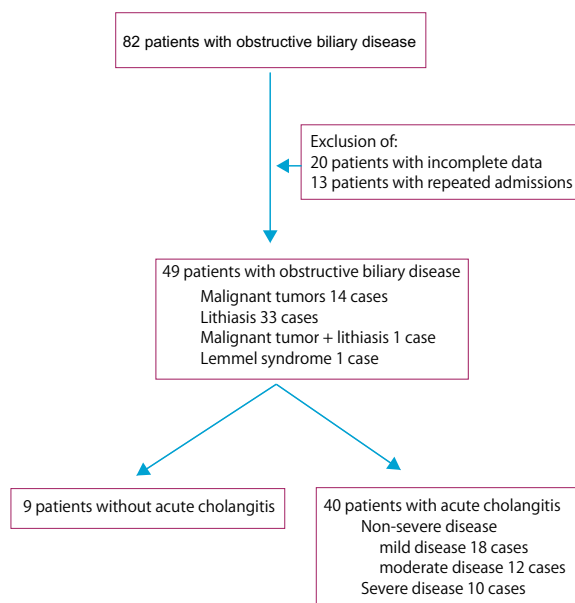 82 patients with obstructive biliary disease
Exclusion of:
20 patients with incomplete data
13 patients with repeated admissions
49 patients with obstructive biliary disease
Malignant tumors 14 cases
Lithiasis 33 cases
Malignant tumor + lithiasis 1 case
Lemmel syndrome 1 case
9 patients without acute cholangitis
40 patients with acute cholangitis
Non-severe disease
mild disease 18 cases
moderate disease 12 cases
Severe disease 10 cases